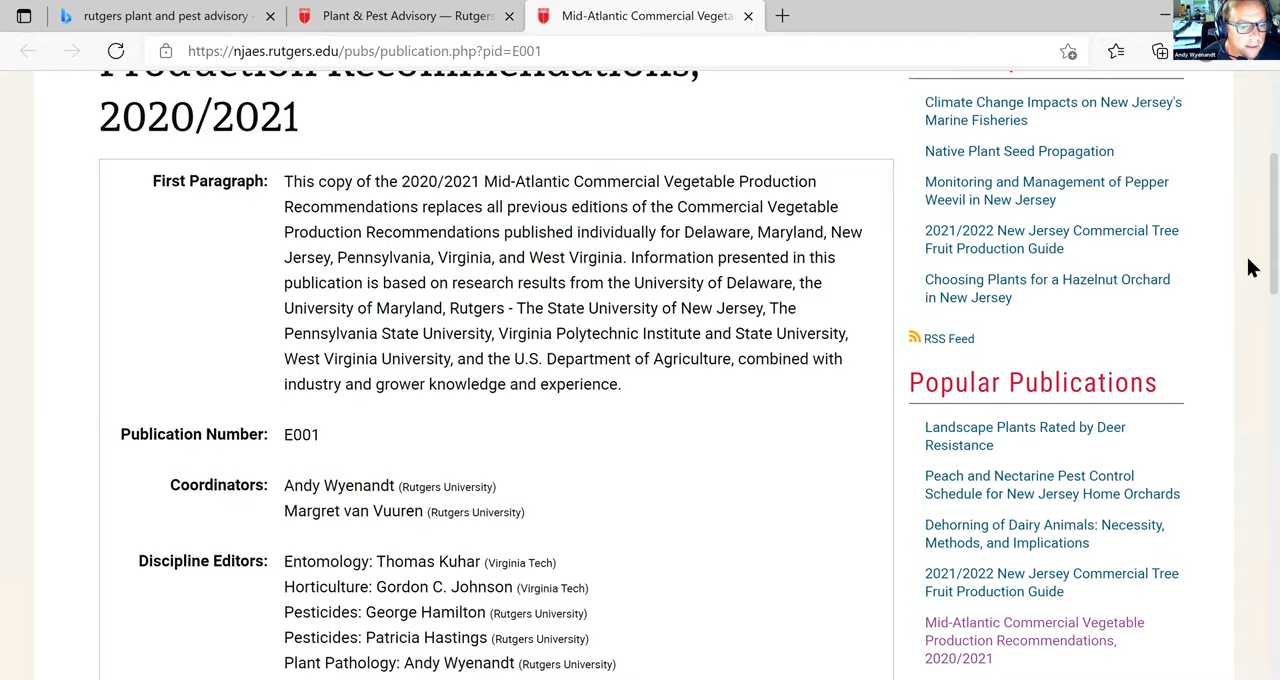 rutgers plant and pest advisory -
Plant & Pest Advisory — Rutgers
Mid-Atlantic Commercial Vegeta
https://njaes.rutgers.edu/pubs/publication.php?pid=E001
Andy Wyenandt
Production Recommendations,
2020/2021
First Paragraph: This copy of the 2020/2021 Mid-Atlantic Commercial Vegetable Production
Recommendations replaces all previous editions of the Commercial Vegetable
Production Recommendations published individually for Delaware, Maryland, New
Jersey, Pennsylvania, Virginia, and West Virginia. Information presented in this
publication is based on research results from the University of Delaware, the
University of Maryland, Rutgers - The State University of New Jersey, The
Pennsylvania State University, Virginia Polytechnic Institute and State University,
West Virginia University, and the U.S. Department of Agriculture, combined with
industry and grower knowledge and experience.
Publication Number: E001
Coordinators: Andy Wyenandt (Rutgers University)
Margret van Vuuren (Rutgers University)
Discipline Editors: Entomology: Thomas Kuhar (Virginia Tech)
Horticulture: Gordon C. Johnson (Virginia Tech)
Pesticides: George Hamilton (Rutgers University)
Pesticides: Patricia Hastings (Rutgers University)
Plant Pathology: Andy Wyenandt (Rutgers University)
Climate Change Impacts on New Jersey's
Marine Fisheries
Native Plant Seed Propagation
Monitoring and Management of Pepper
Weevil in New Jersey
2021/2022 New Jersey Commercial Tree
Fruit Production Guide
Choosing Plants for a Hazelnut Orchard
in New Jersey
RSS Feed
Popular Publications
Landscape Plants Rated by Deer
Resistance
Peach and Nectarine Pest Control
Schedule for New Jersey Home Orchards
Dehorning of Dairy Animals: Necessity,
Methods, and Implications
2021/2022 New Jersey Commercial Tree
Fruit Production Guide
Mid-Atlantic Commercial Vegetable
Production Recommendations,
2020/2021